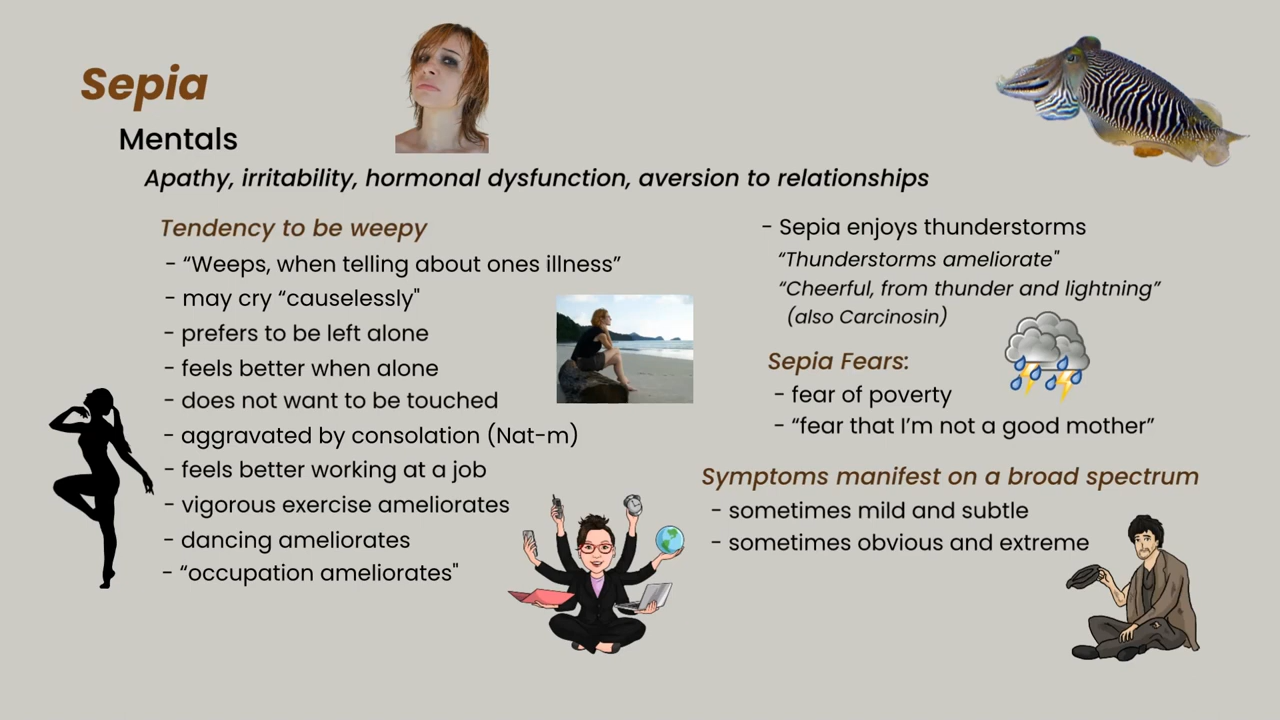 Sepia
Mentals
Apathy, irritability, hormonal dysfunction, aversion to relationships
Tendency to be weepy
- “Weeps, when telling about ones illness”
- may cry “causelessly"
- prefers to be left alone
- feels better when alone
- does not want to be touched
- aggravated by consolation (Nat-m)
- feels better working at a job
- vigorous exercise ameliorates
- dancing ameliorates
- “occupation ameliorates"
- Sepia enjoys thunderstorms
“Thunderstorms ameliorate"
“Cheerful, from thunder and lightning”
(also Carcinosin)
Sepia Fears:
- fear of poverty
- “fear that I’m not a good mother”
Symptoms manifest on a broad spectrum
- sometimes mild and subtle
- sometimes obvious and extreme